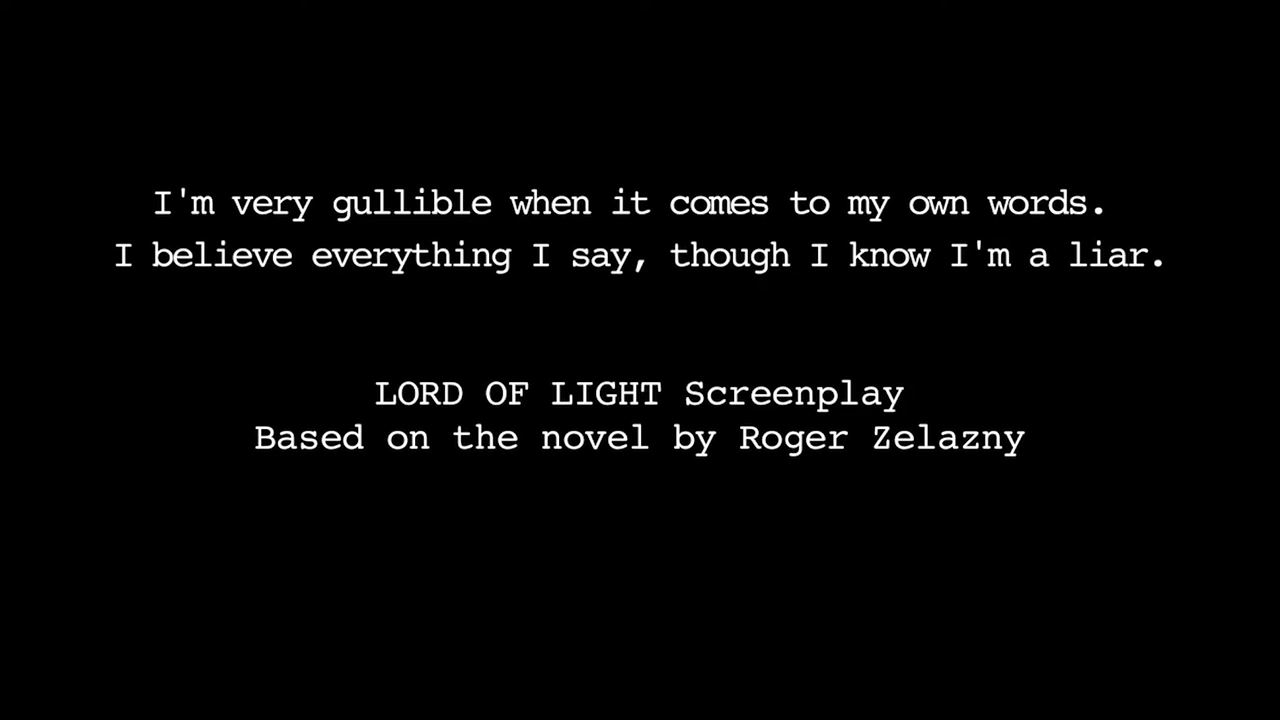 I'm very gullible when it comes to my own words.
I believe everything I say, though I know I'm a liar.
LORD OF LIGHT Screenplay
Based on the novel by Roger Zelazny